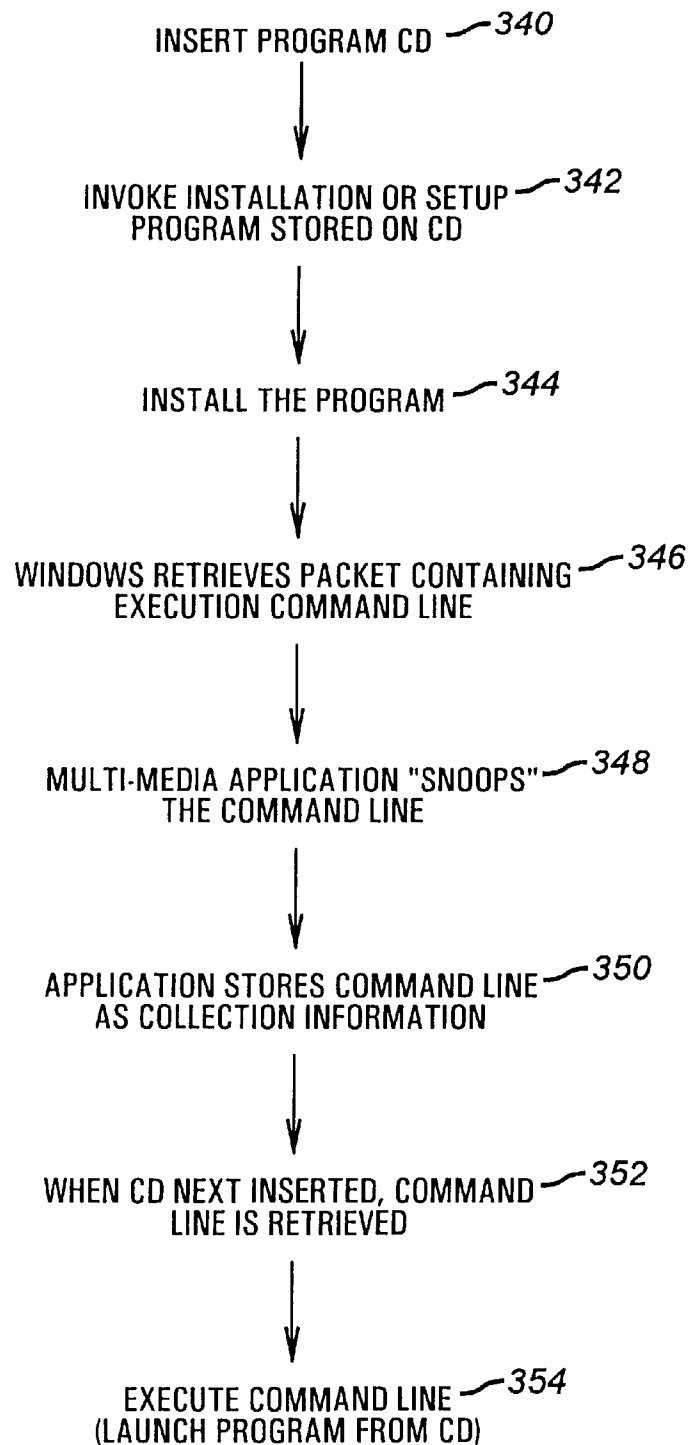 INSERT PROGRAM CD 340
INVOKE INSTALLATION OR SETUP 342
PROGRAM STORED ON CD
INSTALL THE PROGRAM 344
WINDOWS RETRIEVES PACKET CONTAINING 346
EXECUTION COMMAND LINE
MULTI-MEDIA APPLICATION "SNOOPS" 348
THE COMMAND LINE
APPLICATION STORES COMMAND LINE 350
AS COLLECTION INFORMATION
WHEN CD NEXT INSERTED, COMMAND 352
LINE IS RETRIEVED
EXECUTE COMMAND LINE 354
(LAUNCH PROGRAM FROM CD)